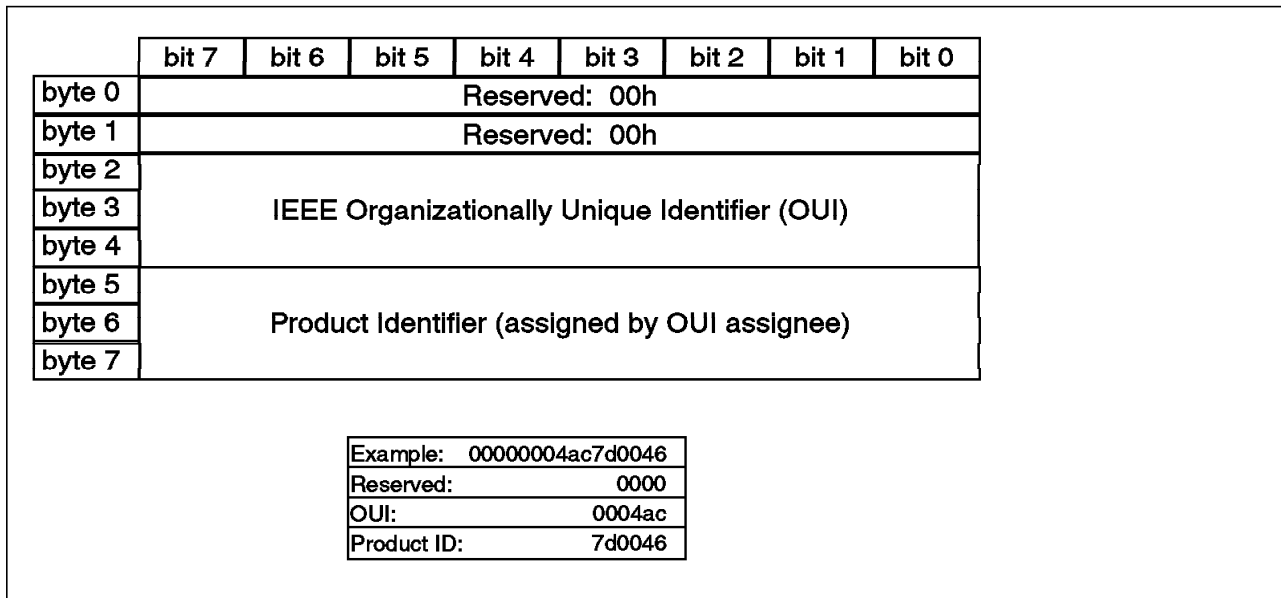 bit 7 bit 6 bit 5 bit 4 bit 3 bit 2 bit 1 bit 0
byte 0 Reserved: 00h
byte 1 Reserved: 00h
byte 2
byte 3 IEEE Organizationally Unique Identifier (OUI)
byte 4
byte 5
byte 6 Product Identifier (assigned by OUI assignee)
byte 7
Example: 00000004ac7d0046
Reserved: 0000
OUI: 0004ac
Product ID: 7d0046